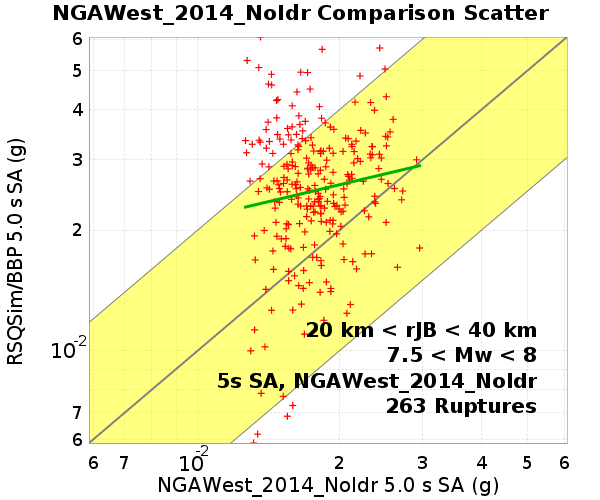 NGAWest_2014_NoIdr Comparison Scatter
RSQSim/BBP 5.0 s SA (g)
6
5
4
3
2
10-2
7
6
20 km < rJB < 40 km
7.5 < Mw < 8
5s SA, NGAWest_2014_NoIdr
263 Ruptures
6 7 10-2 2 3 4 5 6
NGAWest_2014_NoIdr 5.0 s SA (g)